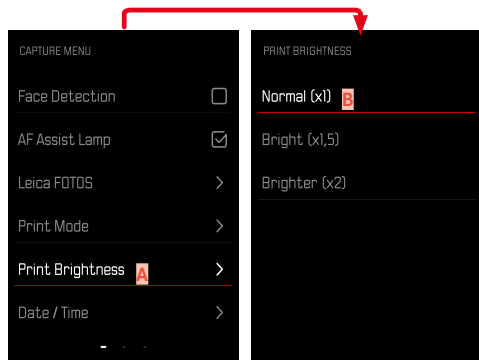 CAPTURE MENU
Face Detection
AF Assist Lamp
Leica FOTOS
Print Mode
Print Brightness A
Date / Time
PRINT BRIGHTNESS
Normal (x1) B
Bright (x1,5)
Brighter (x2)